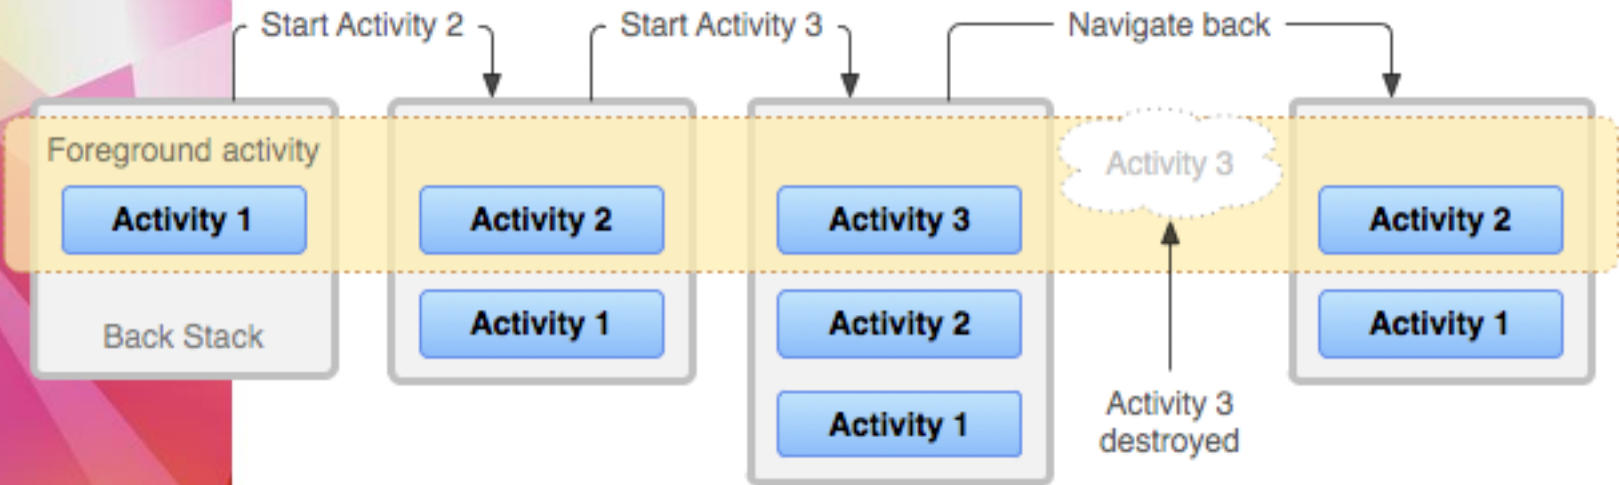 Start Activity 2
Start Activity 3
Navigate back
Foreground activity
Activity 3
Activity 1
Activity 2
Activity 3
Activity 2
Activity 1
Activity 2
Activity 1
Back Stack
Activity 1
Activity 3
destroyed